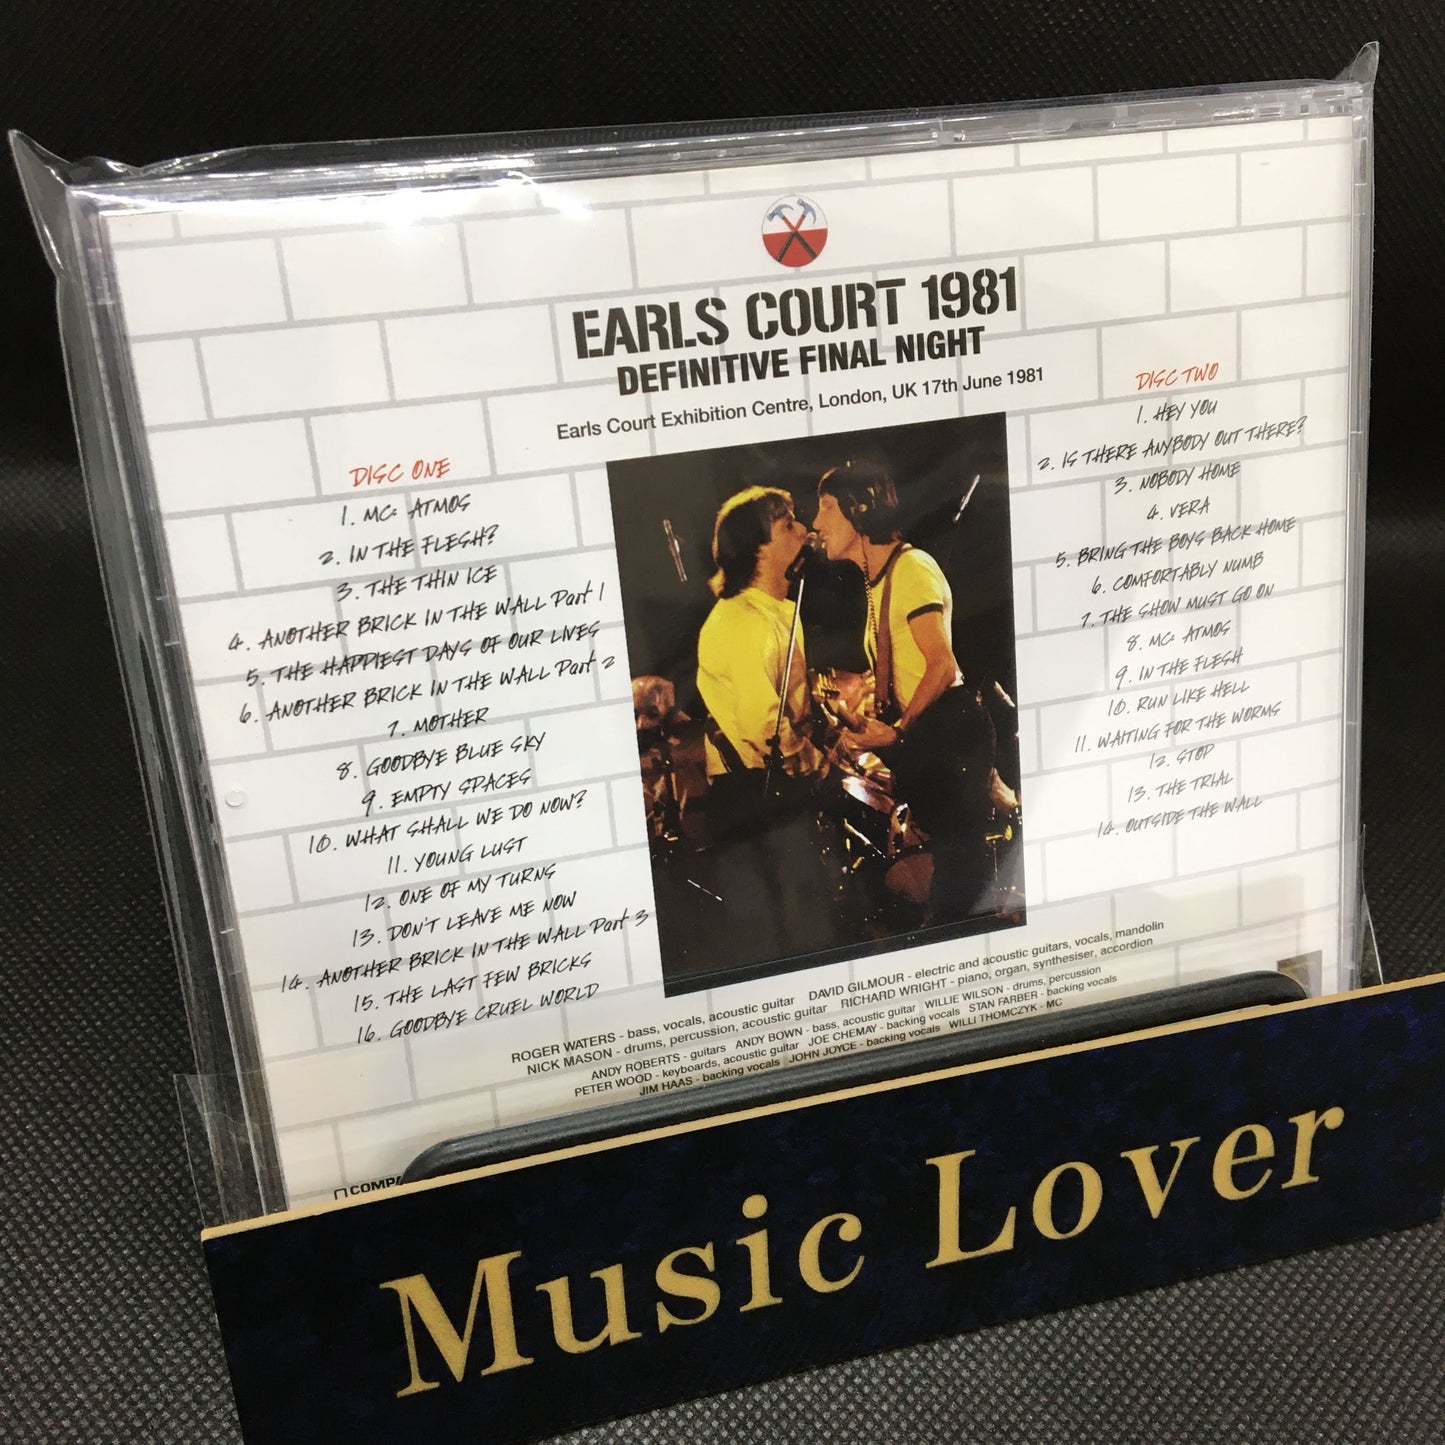 EARLS COURT 1981
DEFINITIVE FINAL NIGHT
Earls Court Exhibition Centre, London, UK 17th June 1981
DISC ONE
1. MC: ATMOS
2. IN THE FLESH?
3. THE THIN ICE
4. ANOTHER BRICK IN THE WALL Part 1
5. THE HAPPIEST DAYS OF OUR LIVES
6. ANOTHER BRICK IN THE WALL Part 2
7. MOTHER
8. GOODBYE BLUE SKY
9. EMPTY SPACES
10. WHAT SHALL WE DO NOW?
11. YOUNG LUST
12. ONE OF MY TURNS
13. DON'T LEAVE ME NOW
14. ANOTHER BRICK IN THE WALL Part 3
15. THE LAST FEW BRICKS
16. GOODBYE CRUEL WORLD
DISC TWO
1. HEY YOU
2. IS THERE ANYBODY OUT THERE?
3. NOBODY HOME
4. VERA
5. BRING THE BOYS BACK HOME
6. COMFORTABLY NUMB
7. THE SHOW MUST GO ON
8. MC: ATMOS
9. IN THE FLESH
10. RUN LIKE HELL
11. WAITING FOR THE WORMS
12. STOP
13. THE TRIAL
14. OUTSIDE THE WALL
ROGER WATERS - bass, vocals, acoustic guitar DAVID GILMOUR - electric and acoustic guitars, vocals, mandolin
NICK MASON - drums, percussion, acoustic guitar RICHARD WRIGHT - piano, organ, synthesiser, accordion
ANDY ROBERTS - guitars ANDY BOWN - bass, acoustic guitar WILLIE WILSON - drums, percussion
PETER WOOD - keyboards, acoustic guitar JOE CHEMAY - backing vocals STAN FARBER - backing vocals
JIM HAAS - backing vocals JOHN JOYCE - backing vocals WILLI THOMCZYK - MC
Music Lover